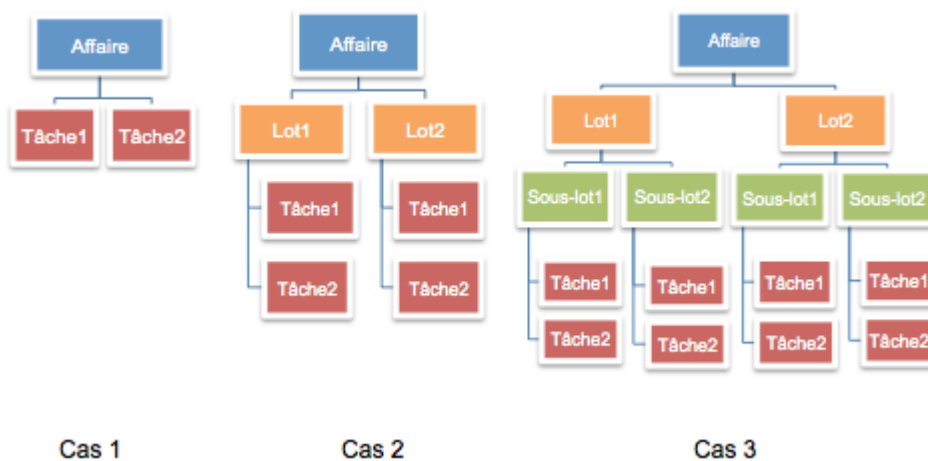 Affaire
Tâche1 Tâche2
Cas 1
Affaire
Lot1 Lot2
Tâche1 Tâche1
Tâche2 Tâche2
Cas 2
Affaire
Lot1 Lot2
Sous-lot1 Sous-lot2 Sous-lot1 Sous-lot2
Tâche1 Tâche1 Tâche1 Tâche1
Tâche2 Tâche2 Tâche2 Tâche2
Cas 3